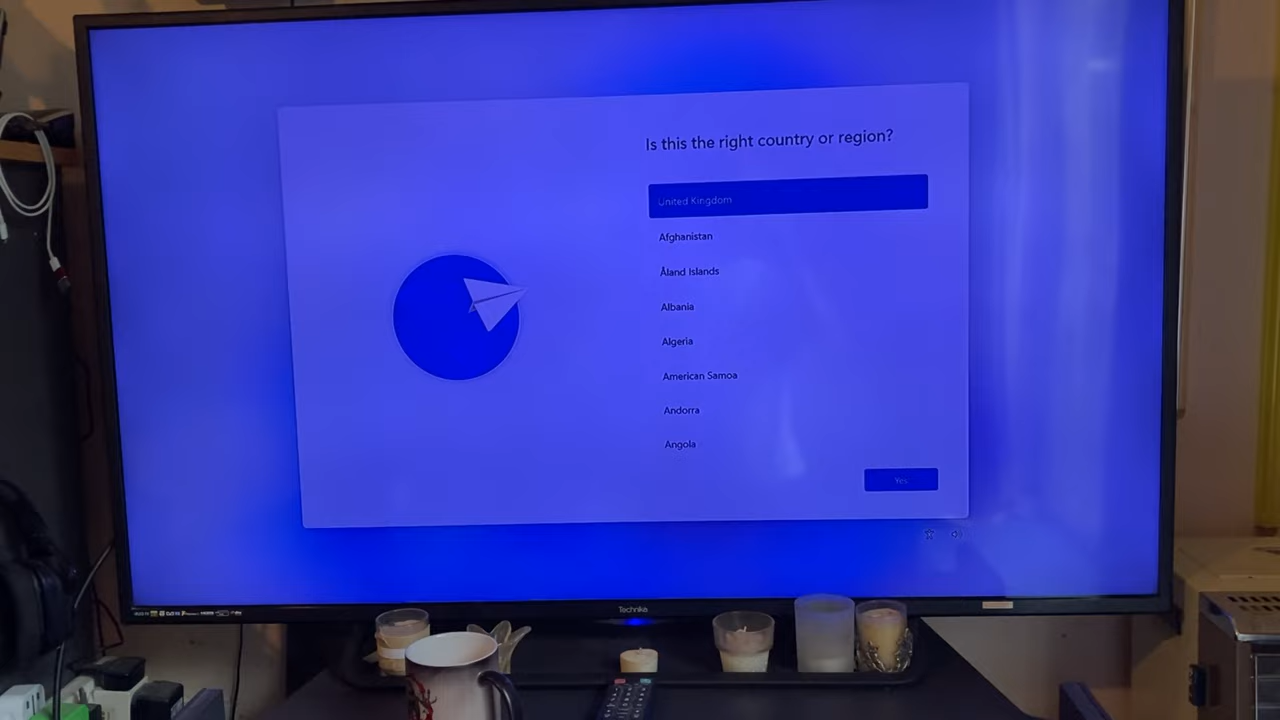 Is this the right country or region?
United Kingdom
Afghanistan
Åland Islands
Albania
Algeria
American Samoa
Andorra
Angola
Yes
Technika